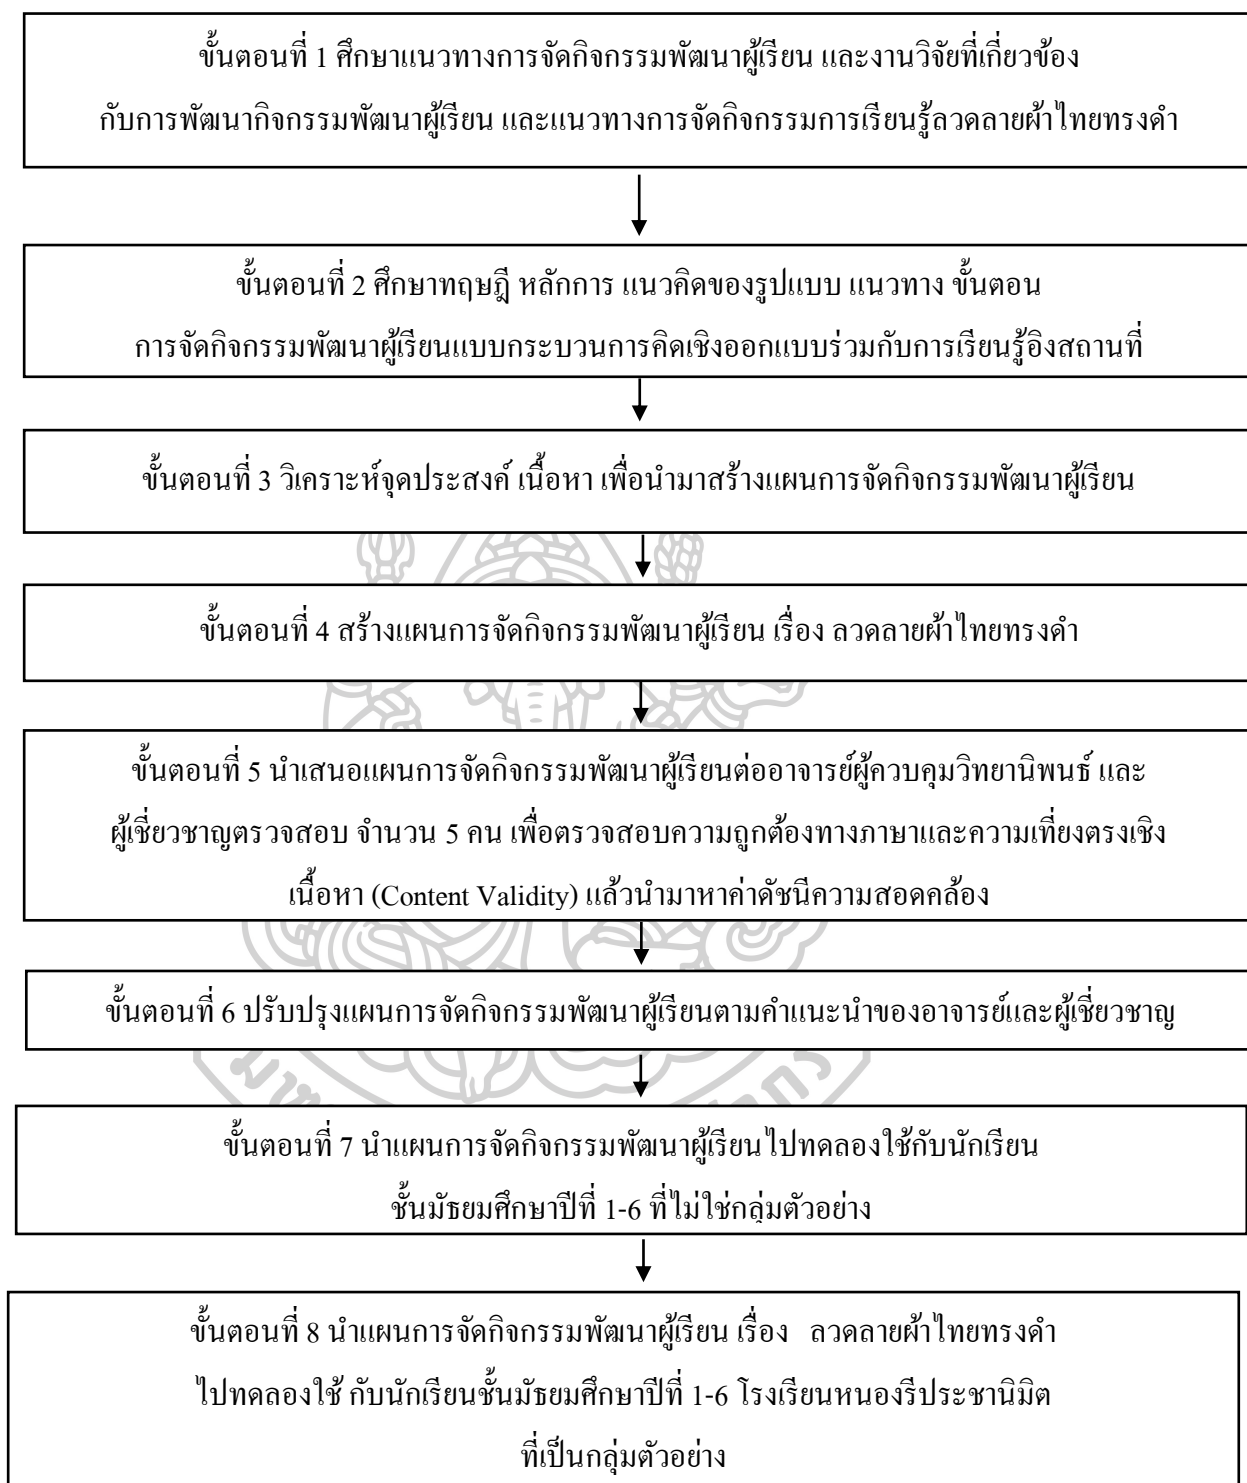 ขั้นตอนที่ 1 ศึกษาแนวทางการจัดกิจกรรมพัฒนาผู้เรียน และงานวิจัยที่เกี่ยวข้อง
กับการพัฒนากิจกรรมพัฒนาผู้เรียน และแนวทางการจัดกิจกรรมการเรียนรู้ลวดลายผ้าไทยทรงดำ
ขั้นตอนที่ 2 ศึกษาทฤษฎี หลักการ แนวคิดของรูปแบบ แนวทาง ขั้นตอน
การจัดกิจกรรมพัฒนาผู้เรียนแบบกระบวนการคิดเชิงออกแบบร่วมกับการเรียนรู้อิงสถานที่
ขั้นตอนที่ 3 วิเคราะห์จุดประสงค์ เนื้อหา เพื่อนำมาสร้างแผนการจัดกิจกรรมพัฒนาผู้เรียน
ขั้นตอนที่ 4 สร้างแผนการจัดกิจกรรมพัฒนาผู้เรียน เรื่อง ลวดลายผ้าไทยทรงดำ
ขั้นตอนที่ 5 นำเสนอแผนการจัดกิจกรรมพัฒนาผู้เรียนต่ออาจารย์ผู้ควบคุมวิทยานิพนธ์ และ
ผู้เชี่ยวชาญตรวจสอบ จำนวน 5 คน เพื่อตรวจสอบความถูกต้องทางภาษาและความเที่ยงตรงเชิง
เนื้อหา (Content Validity) แล้วนำมาหาค่าดัชนีความสอดคล้อง
ขั้นตอนที่ 6 ปรับปรุงแผนการจัดกิจกรรมพัฒนาผู้เรียนตามคำแนะนำของอาจารย์และผู้เชี่ยวชาญ
ขั้นตอนที่ 7 นำแผนการจัดกิจกรรมพัฒนาผู้เรียนไปทดลองใช้กับนักเรียน
ชั้นมัธยมศึกษาปีที่ 1-6 ที่ไม่ใช่กลุ่มตัวอย่าง
ขั้นตอนที่ 8 นำแผนการจัดกิจกรรมพัฒนาผู้เรียน เรื่อง ลวดลายผ้าไทยทรงดำ
ไปทดลองใช้ กับนักเรียนชั้นมัธยมศึกษาปีที่ 1-6 โรงเรียนหนองรีประชานิมิต
ที่เป็นกลุ่มตัวอย่าง